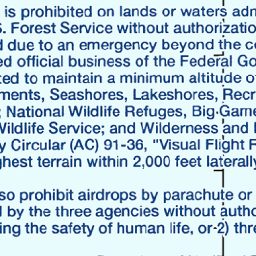 is prohibited on lands or waters adm
S. Forest Service without authorizatio
d due to an emergency beyond the co
ed official business of the Federal Go
ted to maintain a minimum altitude o
ments, Seashores, Lakeshores, Recr
; National Wildlife Refuges, Big Game
Wildlife Service; and Wilderness and
y Circular (AC) 91-36, "Visual Flight R
ghest terrain within 2,000 feet laterally
so prohibit airdrops by parachute or
d by the three agencies without autho
ing the safety of human life, or 2) thre